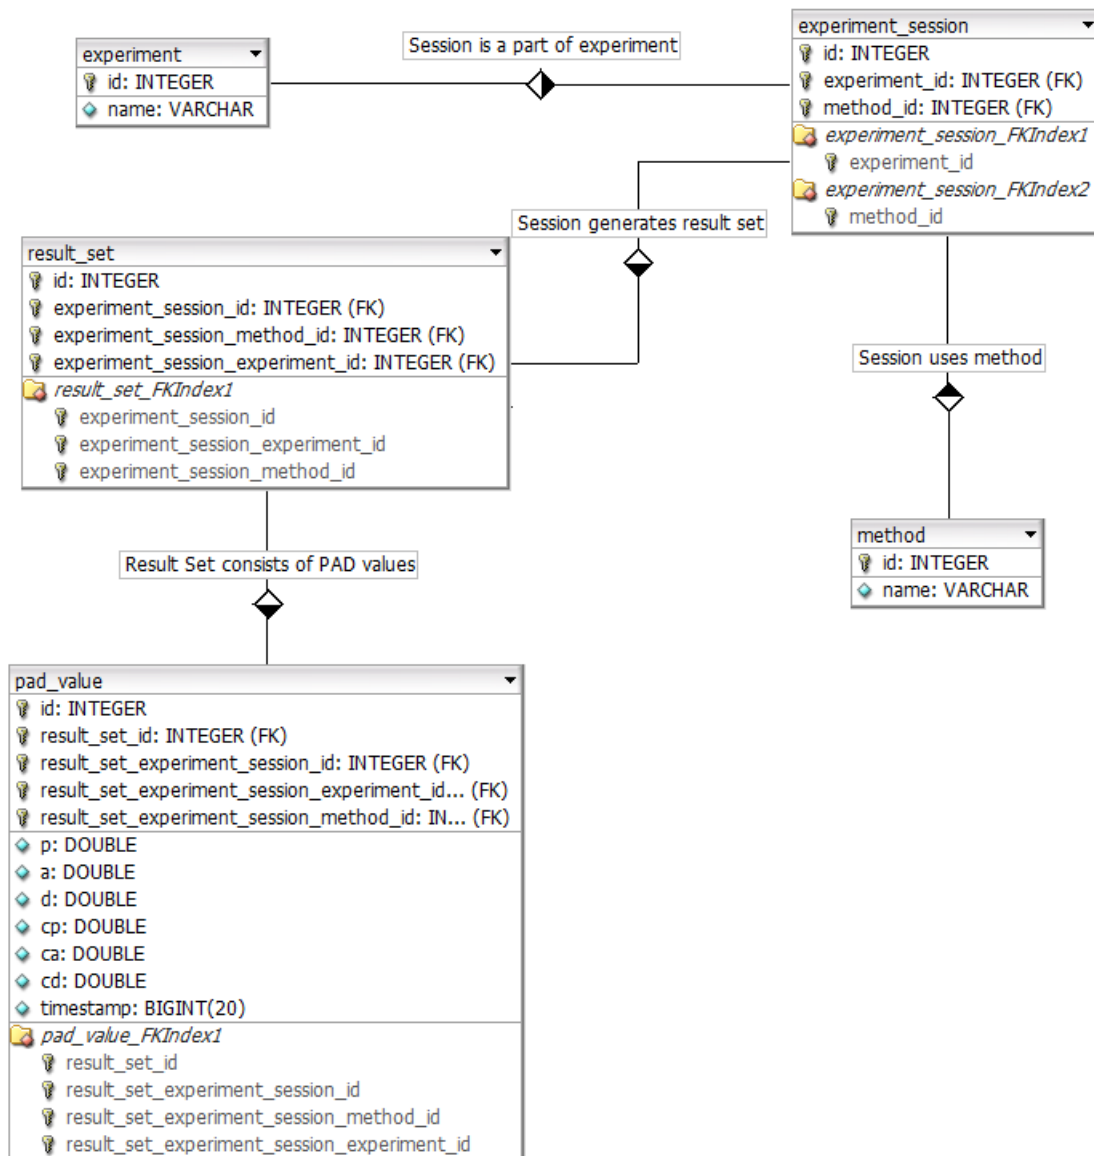 experiment
id: INTEGER
name: VARCHAR
Session is a part of experiment
experiment_session
id: INTEGER
experiment_id: INTEGER (FK)
method_id: INTEGER (FK)
experiment_session_FKIndex1
experiment_id
experiment_session_FKIndex2
method_id
Session generates result set
result_set
id: INTEGER
experiment_session_id: INTEGER (FK)
experiment_session_method_id: INTEGER (FK)
experiment_session_experiment_id: INTEGER (FK)
result_set_FKIndex1
experiment_session_id
experiment_session_experiment_id
experiment_session_method_id
Session uses method
method
id: INTEGER
name: VARCHAR
Result Set consists of PAD values
pad_value
id: INTEGER
result_set_id: INTEGER (FK)
result_set_experiment_session_id: INTEGER (FK)
result_set_experiment_session_experiment_id... (FK)
result_set_experiment_session_method_id: IN... (FK)
p: DOUBLE
a: DOUBLE
d: DOUBLE
cp: DOUBLE
ca: DOUBLE
cd: DOUBLE
timestamp: BIGINT(20)
pad_value_FKIndex1
result_set_id
result_set_experiment_session_id
result_set_experiment_session_method_id
result_set_experiment_session_experiment_id